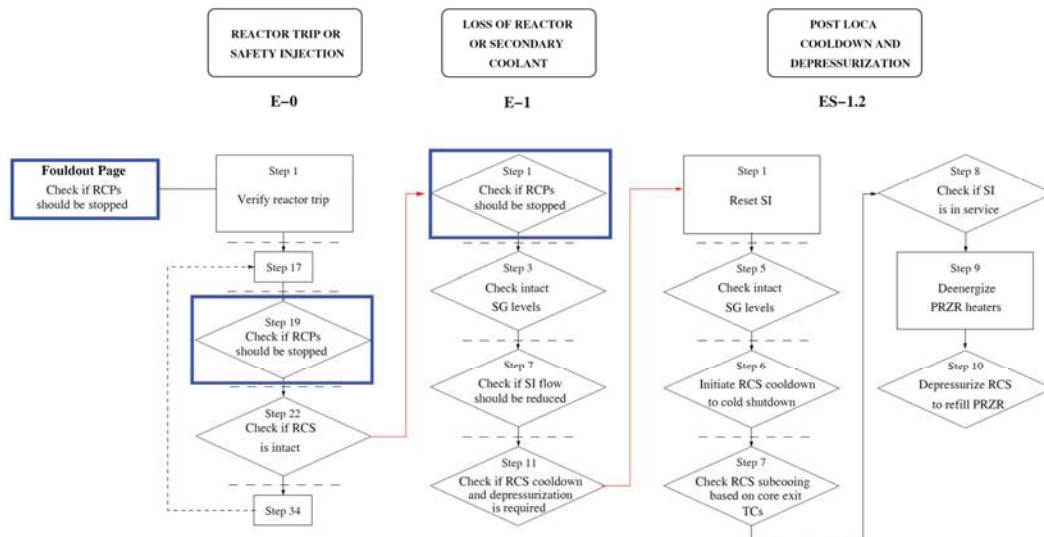 REACTOR TRIP OR
SAFETY INJECTION
E-0
LOSS OF REACTOR
OR SECONDARY
COOLANT
E-1
POST LOCA
COOLDOWN AND
DEPRESSURIZATION
ES-1.2
Fouldout Page
Check if RCPs
should be stopped
Step 1
Verify reactor trip
Step 17
Step 19
Check if RCPs
should be stopped
Step 22
Check if RCS
is intact
Step 34
Step 1
Check if RCPs
should be stopped
Step 3
Check intact
SG levels
Step 7
Check if SI flow
should be reduced
Step 11
Check if RCS cooldown
and depressurization
is required
Step 1
Reset SI
Step 5
Check intact
SG levels
Step 6
Initiate RCS cooldown
to cold shutdown
Step 7
Check RCS subcooing
based on core exit
TCs
Step 8
Check if SI
is in service
Step 9
Deenergize
PRZR heaters
Step 10
Depressurize RCS
to refill PRZR